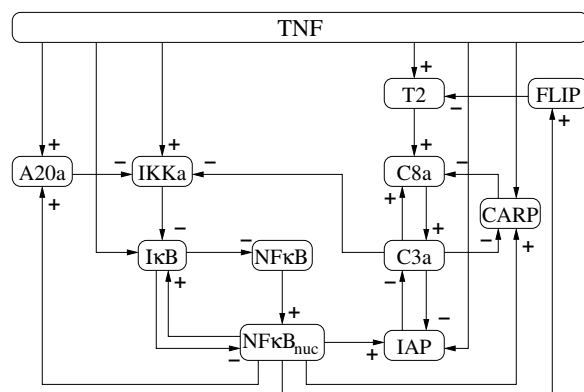 TNF
+ + + +
T2 FLIP
− +
+ + +
A20a − IKKa − C8a −
+ + CARP
− + − +
IκB − NFκB C3a
+ − −
+
NFκBnuc + IAP
−